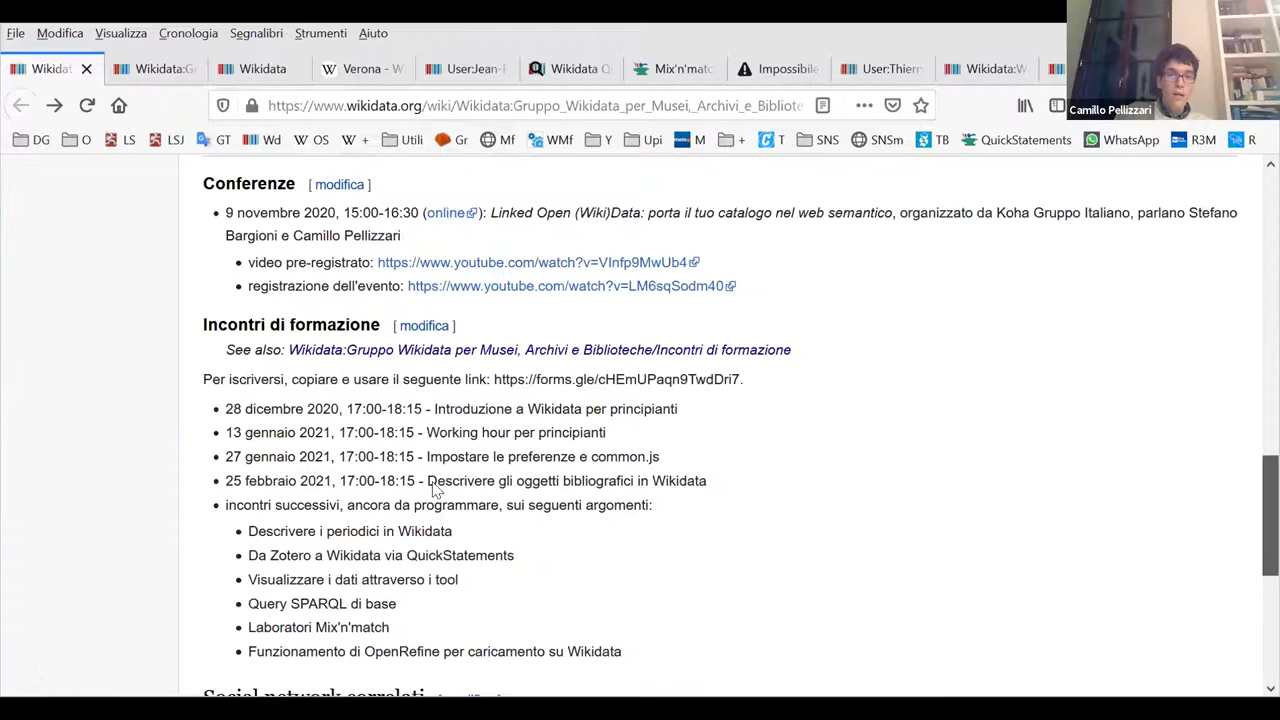 File Modifica Visualizza Cronologia Segnalibri Strumenti Aiuto
Wikidat Wikidata:G Wikidata Verona - W User:Jean- Wikidata Q Mix'n'matc Impossibile User:Thierr Wikidata:W
https://www.wikidata.org/wiki/Wikidata:Gruppo_Wikidata_per_Musei,_Archivi_e_Bibliote
Camillo Pellizzari
DG O LS LSJ GT Wd OS + Utili Gr Mf WMf Y Upi M + T SNS SNSm TB QuickStatements WhatsApp R3M R
Conferenze [ modifica ]
• 9 novembre 2020, 15:00-16:30 (online): Linked Open (Wiki)Data: porta il tuo catalogo nel web semantico, organizzato da Koha Gruppo Italiano, parlano Stefano
Bargioni e Camillo Pellizzari
• video pre-registrato: https://www.youtube.com/watch?v=VInfp9MwUb4
• registrazione dell'evento: https://www.youtube.com/watch?v=LM6sqSodm40
Incontri di formazione [ modifica ]
See also: Wikidata:Gruppo Wikidata per Musei, Archivi e Biblioteche/Incontri di formazione
Per iscriversi, copiare e usare il seguente link: https://forms.gle/cHEmUPaqn9TwdDri7.
• 28 dicembre 2020, 17:00-18:15 - Introduzione a Wikidata per principianti
• 13 gennaio 2021, 17:00-18:15 - Working hour per principianti
• 27 gennaio 2021, 17:00-18:15 - Impostare le preferenze e common.js
• 25 febbraio 2021, 17:00-18:15 - Descrivere gli oggetti bibliografici in Wikidata
• incontri successivi, ancora da programmare, sui seguenti argomenti:
• Descrivere i periodici in Wikidata
• Da Zotero a Wikidata via QuickStatements
• Visualizzare i dati attraverso i tool
• Query SPARQL di base
• Laboratori Mix'n'match
• Funzionamento di OpenRefine per caricamento su Wikidata
Social network correlati